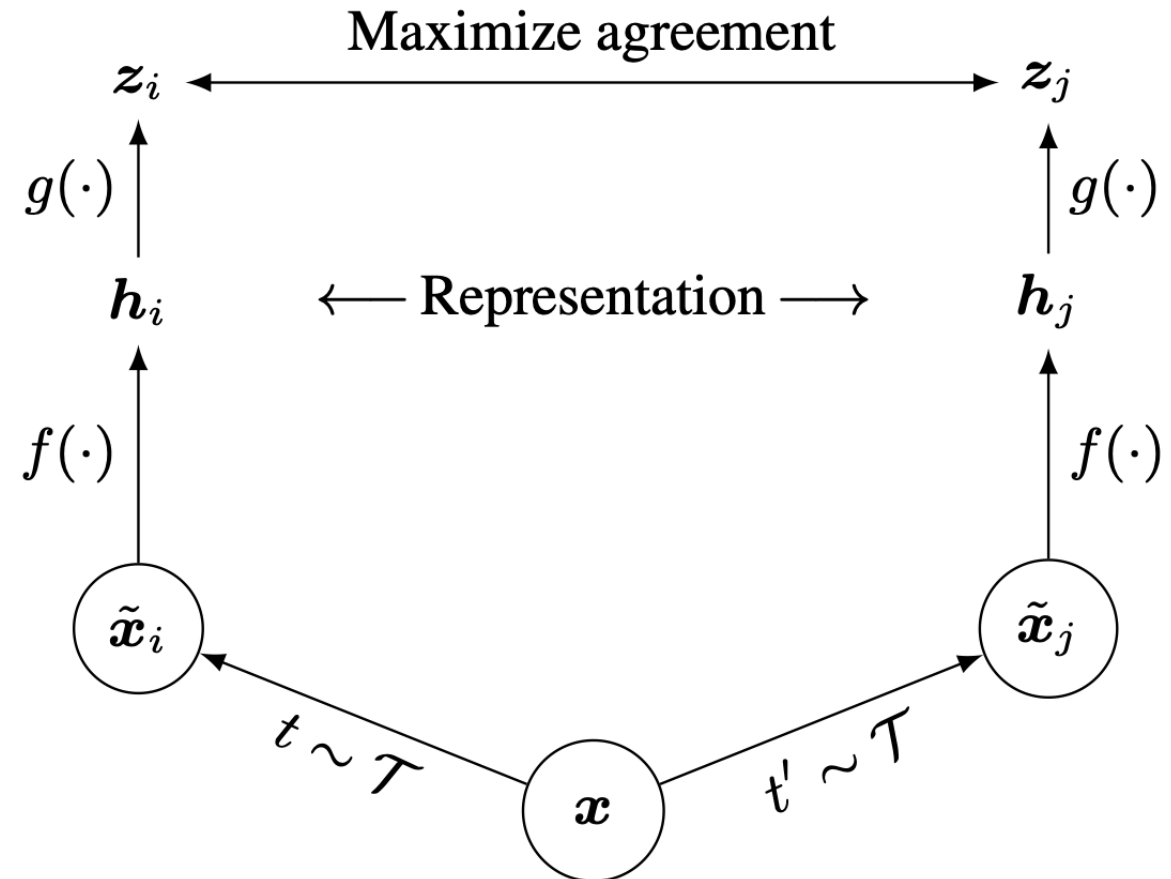 Maximize agreement
z_i z_j
g(·) g(·)
h_i ← Representation → h_j
f(·) f(·)
x̃_i x̃_j
t ~ 𝒯 t′ ~ 𝒯
x